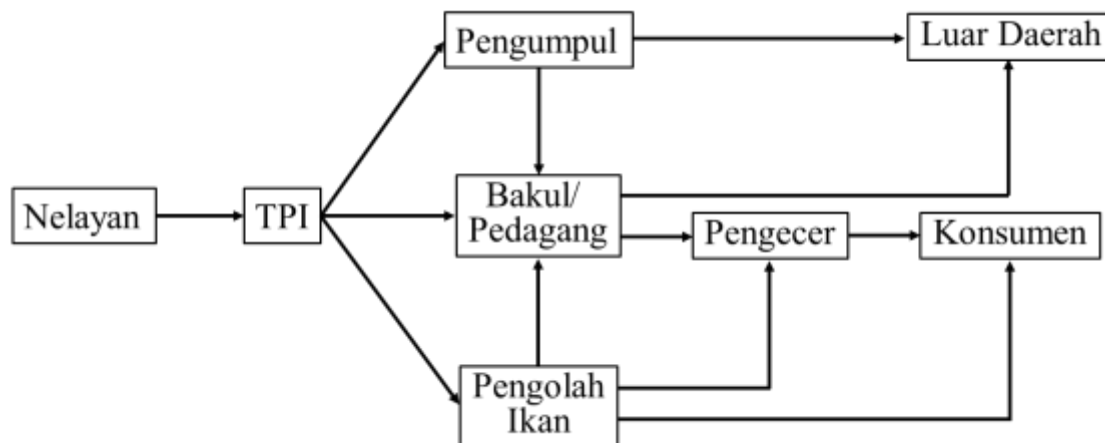 Pengumpul
Luar Daerah
Nelayan
TPI
Bakul/
Pedagang
Pengecer
Konsumen
Pengolah
Ikan